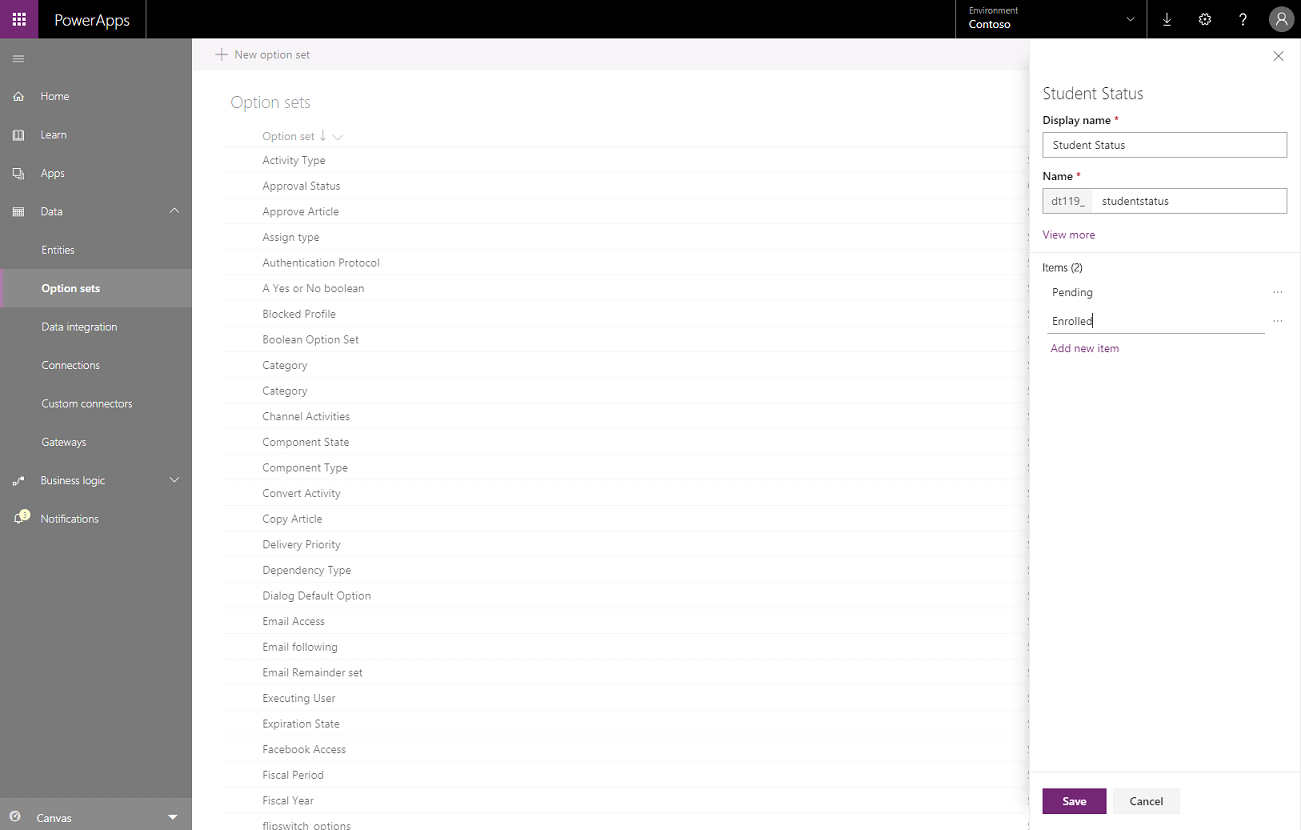 PowerApps
Environment
Contoso
?
Home
Learn
Apps
Data
Entities
Option sets
Data integration
Connections
Custom connectors
Gateways
Business logic
Notifications
Canvas
New option set
Option sets
Option set
Activity Type
Approval Status
Approve Article
Assign type
Authentication Protocol
A Yes or No boolean
Blocked Profile
Boolean Option Set
Category
Category
Channel Activities
Component State
Component Type
Convert Activity
Copy Article
Delivery Priority
Dependency Type
Dialog Default Option
Email Access
Email following
Email Remainder set
Executing User
Expiration State
Facebook Access
Fiscal Period
Fiscal Year
flipswitch_options
Student Status
Display name *
Student Status
Name *
dt119_ studentstatus
View more
Items (2)
Pending
Enrolled
Add new item
Save Cancel